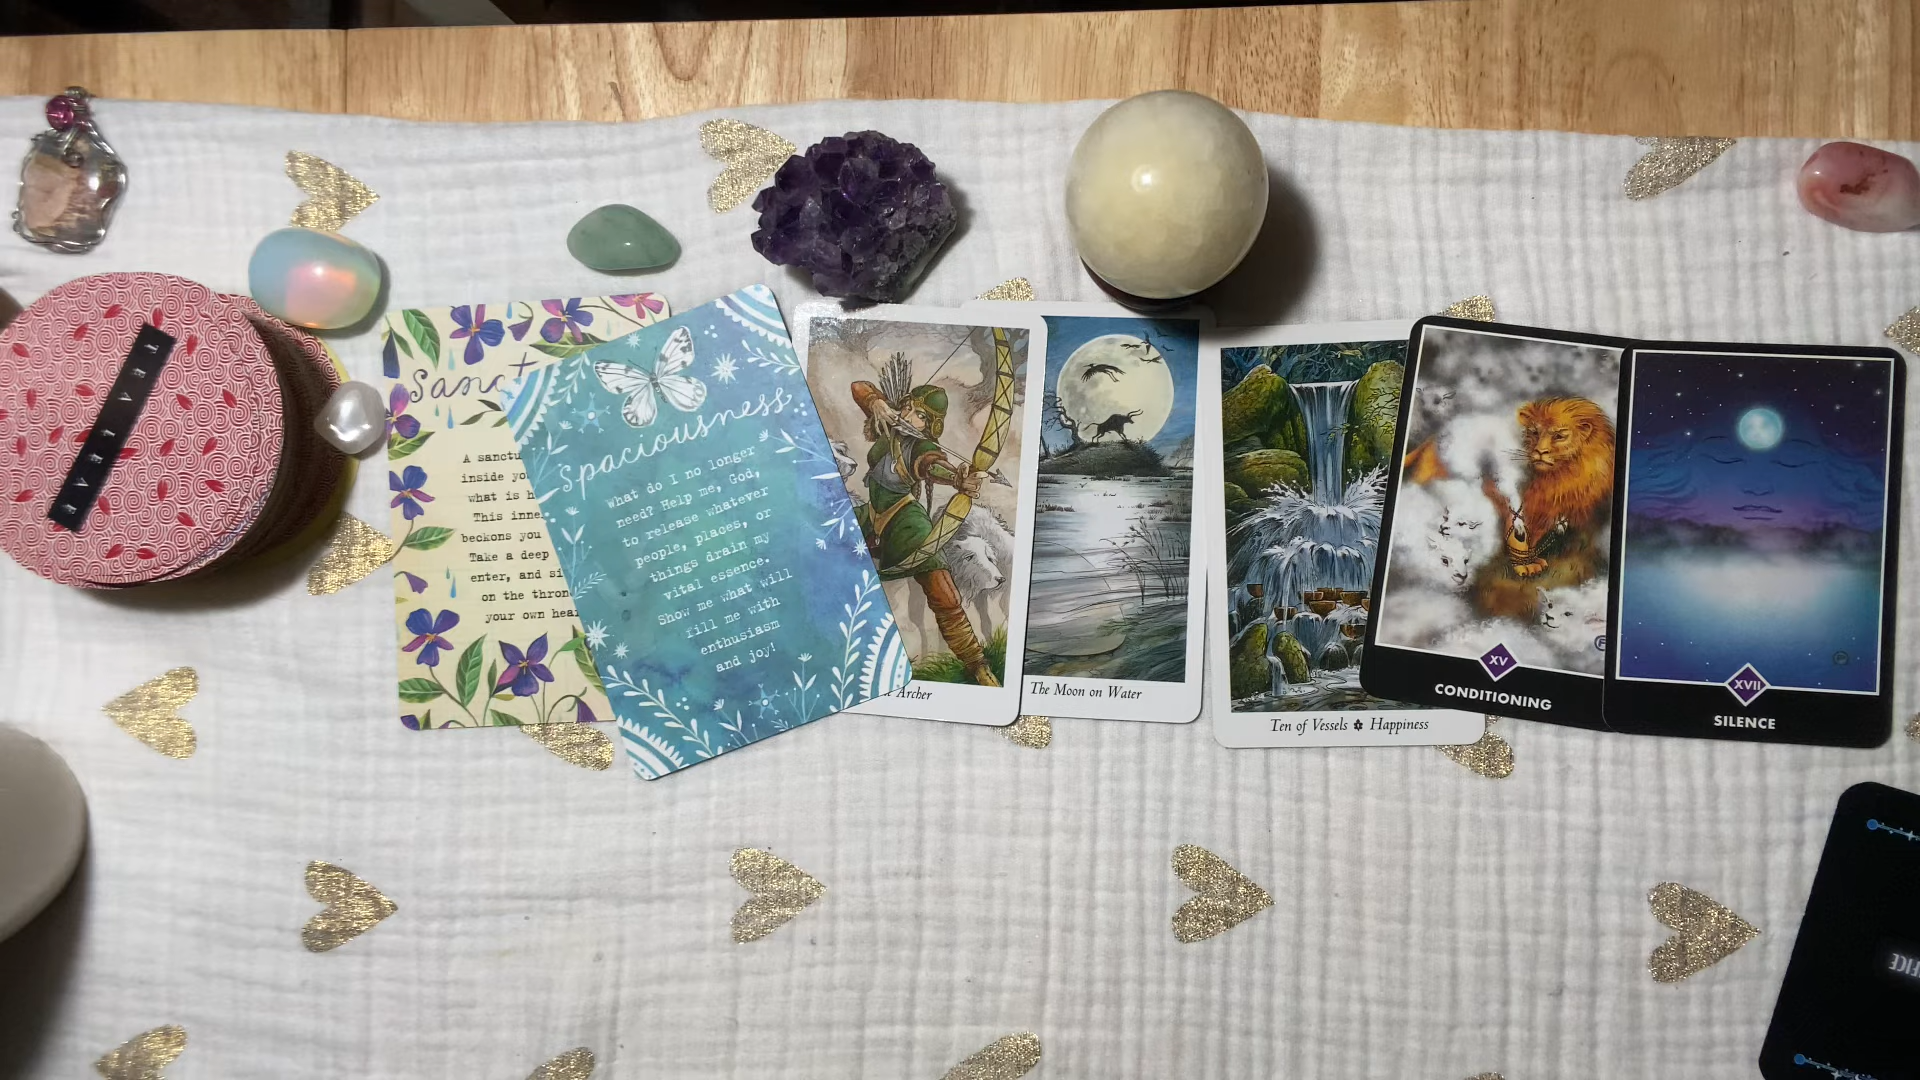 Sanct
A sanctu
inside yo
what is h
This inne
beckons you
Take a deep
enter, and si
on the thron
your own hear
Spaciousness
What do I no longer
need? Help me, God,
to release whatever
people, places, or
things drain my
vital essence.
Show me what will
fill me with
enthusiasm
and joy!
Archer
The Moon on Water
Ten of Vessels Happiness
XV
CONDITIONING
XVII
SILENCE